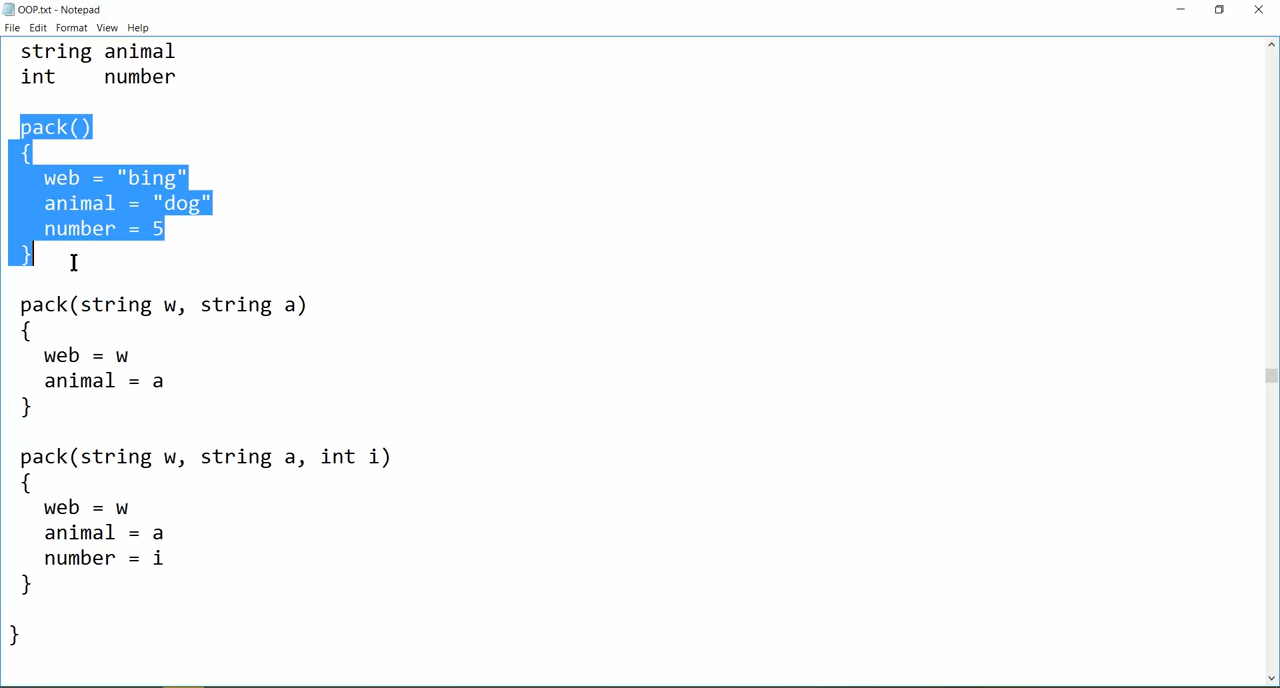 OOP.txt - Notepad
File Edit Format View Help
string animal
int    number
pack()
{
web = "bing"
animal = "dog"
number = 5
}
pack(string w, string a)
{
web = w
animal = a
}
pack(string w, string a, int i)
{
web = w
animal = a
number = i
}
}